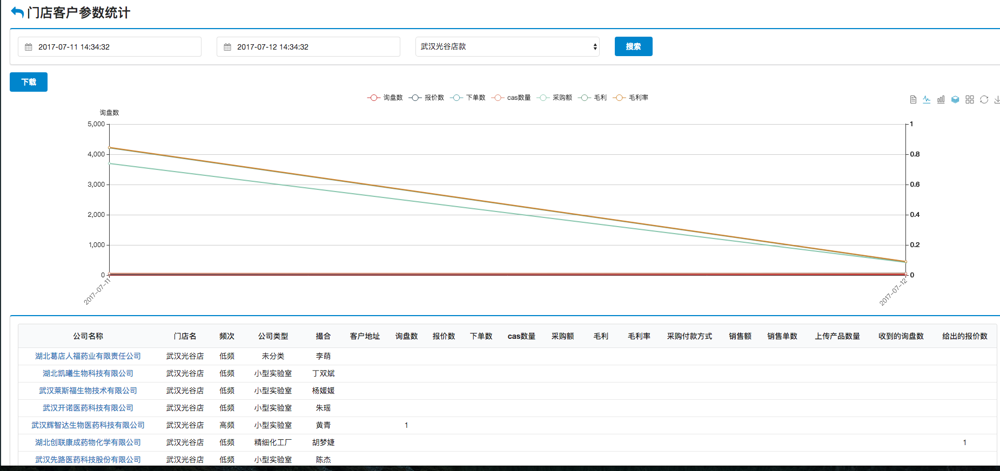 门店客户参数统计
2017-07-11 14:34:32 2017-07-12 14:34:32 武汉光谷店款 搜索
下载
询盘数 报价数 下单数 cas数量 采购额 毛利 毛利率
询盘数
5,000 1
4,000 0.8
3,000 0.6
2,000 0.4
1,000 0.2
0 0
2017-07-11 2017-07-12
公司名称 门店名 频次 公司类型 撮合 客户地址 询盘数 报价数 下单数 cas数量 采购额 毛利 毛利率 采购付款方式 销售额 销售单数 上传产品数量 收到的询盘数 给出的报价数
湖北葛店人福药业有限责任公司 武汉光谷店 低频 未分类 李萌
湖北凯曦生物科技有限公司 武汉光谷店 低频 小型实验室 丁双斌
武汉莱斯福生物技术有限公司 武汉光谷店 低频 小型实验室 杨媛媛
武汉开诺医药科技有限公司 武汉光谷店 低频 小型实验室 朱瑶
武汉辉智达生物医药科技有限公司 武汉光谷店 高频 小型实验室 黄青 1
湖北创联康成药物化学有限公司 武汉光谷店 低频 精细化工厂 胡梦婕 1
武汉先路医药科技股份有限公司 武汉光谷店 低频 小型实验室 陈杰